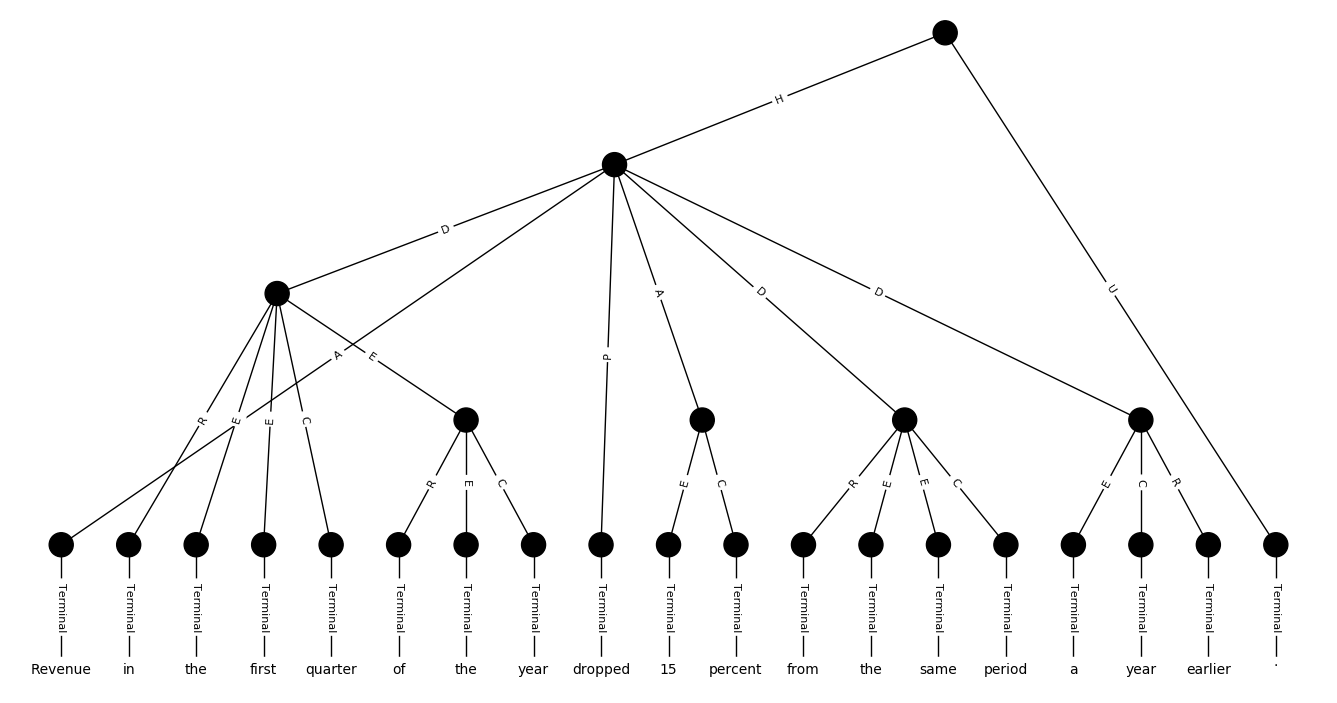 H
D
A
P
A
D
D
U
R
E
E
C
E
R
E
C
E
C
R
E
E
C
E
C
R
Terminal Terminal Terminal Terminal Terminal Terminal Terminal Terminal Terminal Terminal Terminal Terminal Terminal Terminal Terminal Terminal Terminal Terminal Terminal
Revenue in the first quarter of the year dropped 15 percent from the same period a year earlier .